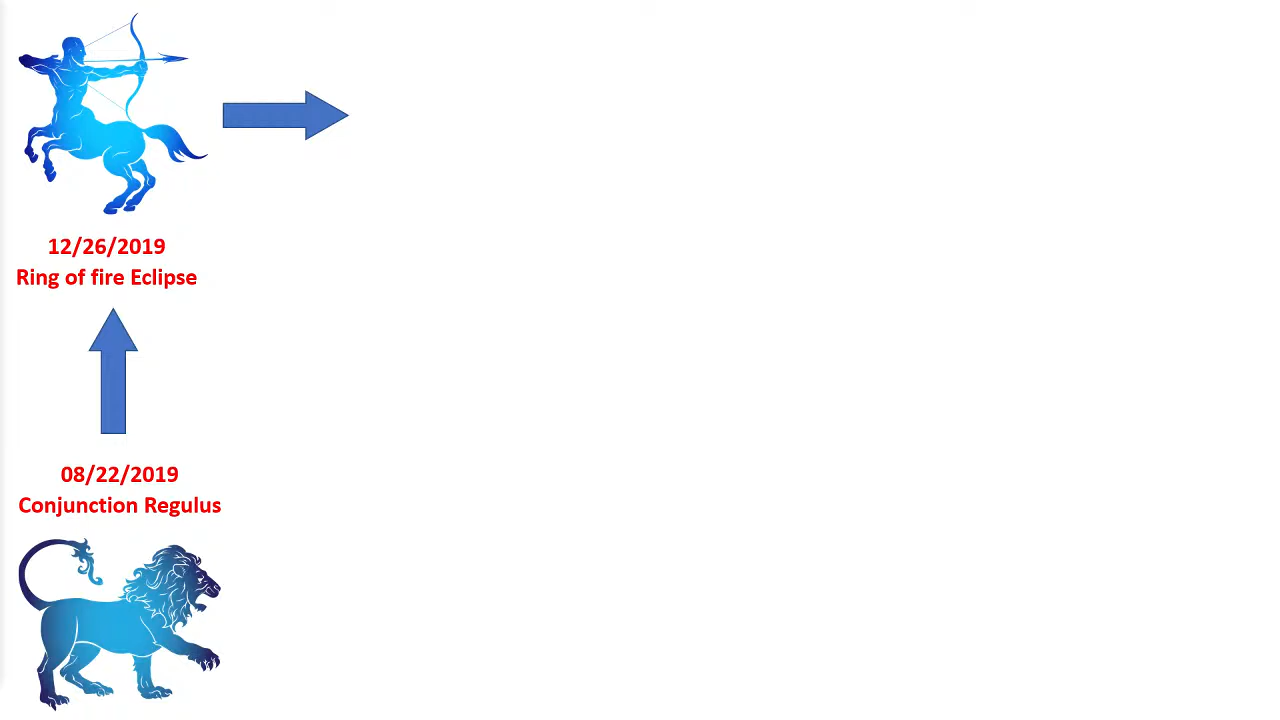 12/26/2019
Ring of fire Eclipse
08/22/2019
Conjunction Regulus